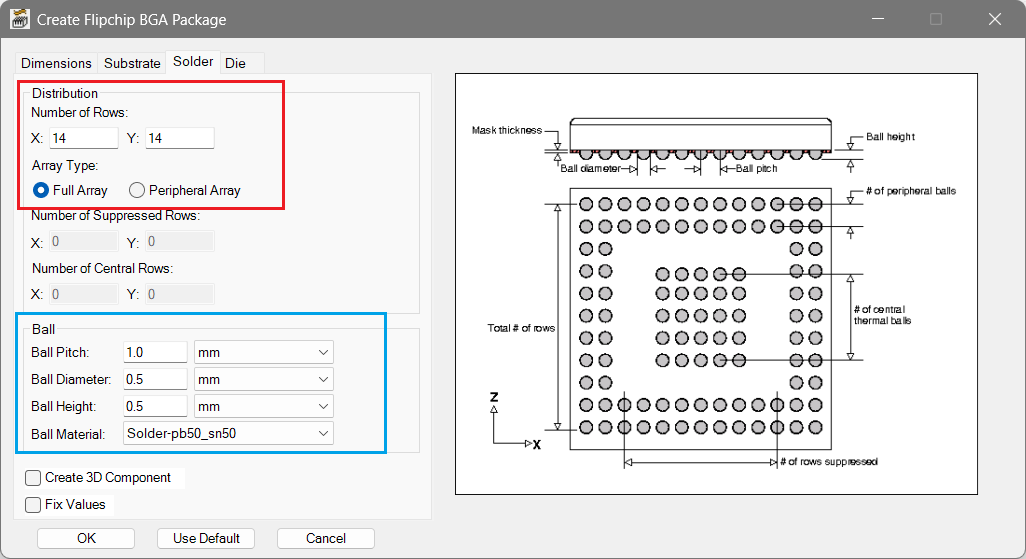 Create Flipchip BGA Package
Dimensions Substrate Solder Die
Distribution
Number of Rows:
X: 14 Y: 14
Array Type:
Full Array Peripheral Array
Number of Suppressed Rows:
X: 0 Y: 0
Number of Central Rows:
X: 0 Y: 0
Ball
Ball Pitch: 1.0 mm
Ball Diameter: 0.5 mm
Ball Height: 0.5 mm
Ball Material: Solder-pb50_sn50
Create 3D Component
Fix Values
OK Use Default Cancel
Mask thickness
Ball height
Ball diameter
Ball pitch
# of peripheral balls
Total # of rows
# of central
thermal balls
Z
X
# of rows suppressed